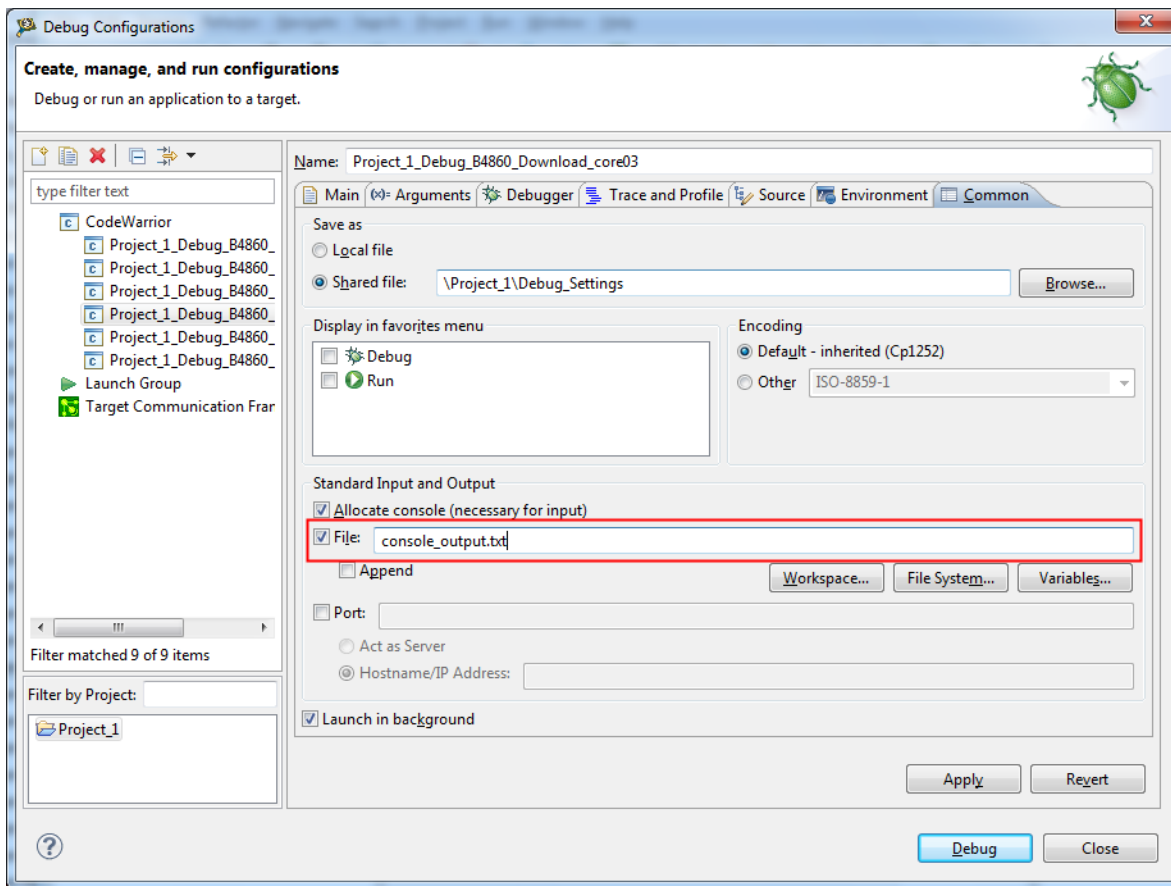 Debug Configurations
Create, manage, and run configurations
Debug or run an application to a target.
type filter text
CodeWarrior
Project_1_Debug_B4860_
Project_1_Debug_B4860_
Project_1_Debug_B4860_
Project_1_Debug_B4860_
Project_1_Debug_B4860_
Project_1_Debug_B4860_
Launch Group
Target Communication Frar
Filter matched 9 of 9 items
Filter by Project:
Project_1
Name: Project_1_Debug_B4860_Download_core03
Main (x)= Arguments Debugger Trace and Profile Source Environment Common
Save as
Local file
Shared file: \Project_1\Debug_Settings Browse...
Display in favorites menu
Debug
Run
Encoding
Default - inherited (Cp1252)
Other ISO-8859-1
Standard Input and Output
Allocate console (necessary for input)
File: console_output.txt
Append
Workspace... File System... Variables...
Port:
Act as Server
Hostname/IP Address:
Launch in background
Apply Revert
Debug Close